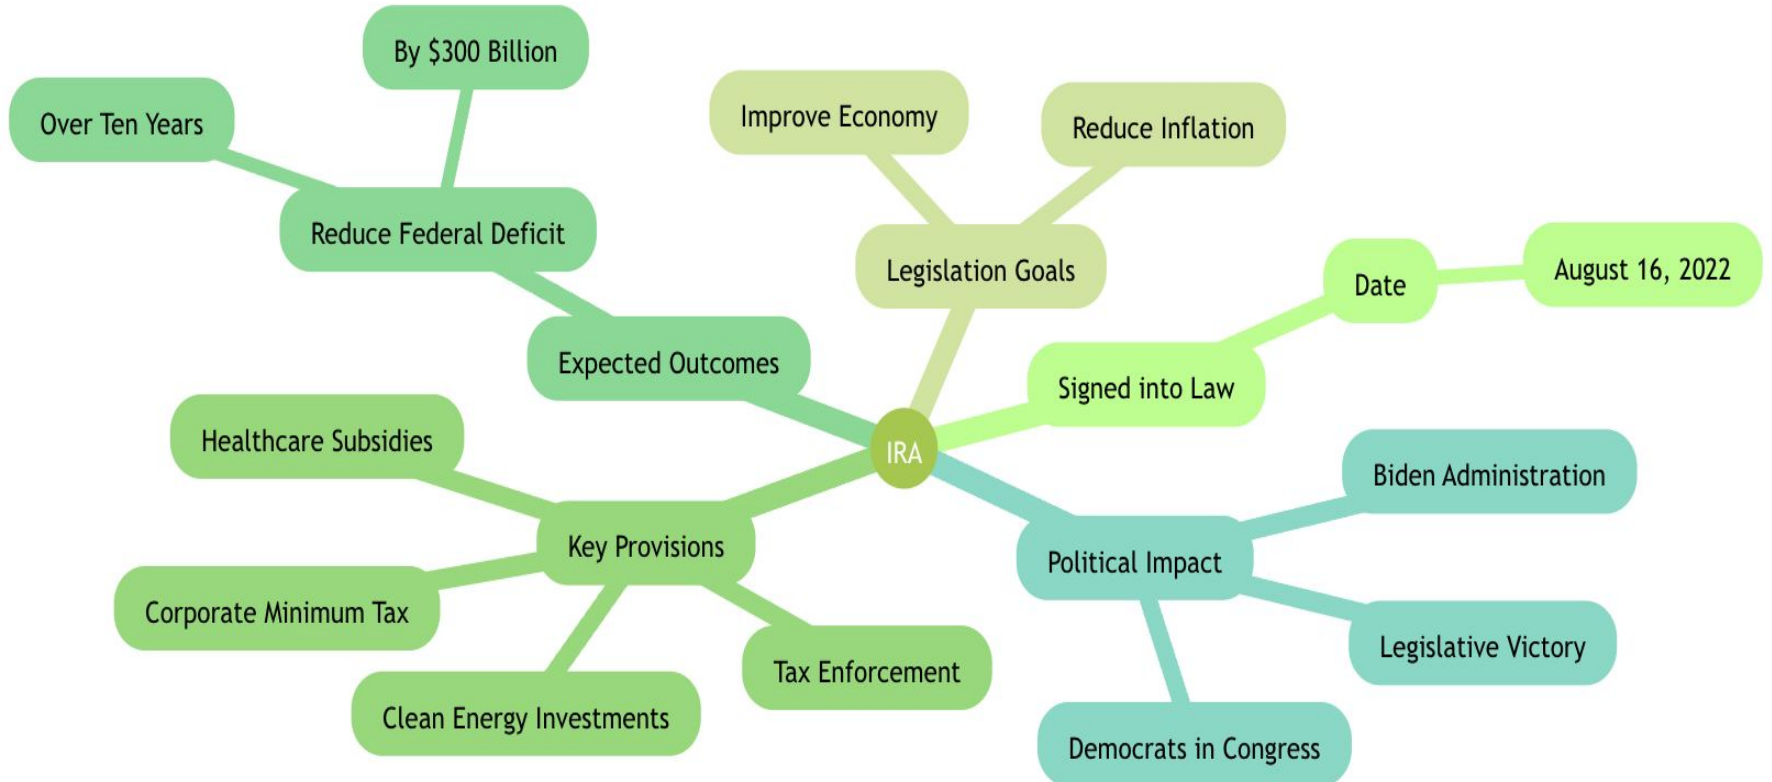 By $300 Billion
Over Ten Years
Improve Economy
Reduce Inflation
Reduce Federal Deficit
Legislation Goals
Date
August 16, 2022
Expected Outcomes
Signed into Law
Healthcare Subsidies
IRA
Biden Administration
Key Provisions
Political Impact
Corporate Minimum Tax
Tax Enforcement
Legislative Victory
Clean Energy Investments
Democrats in Congress